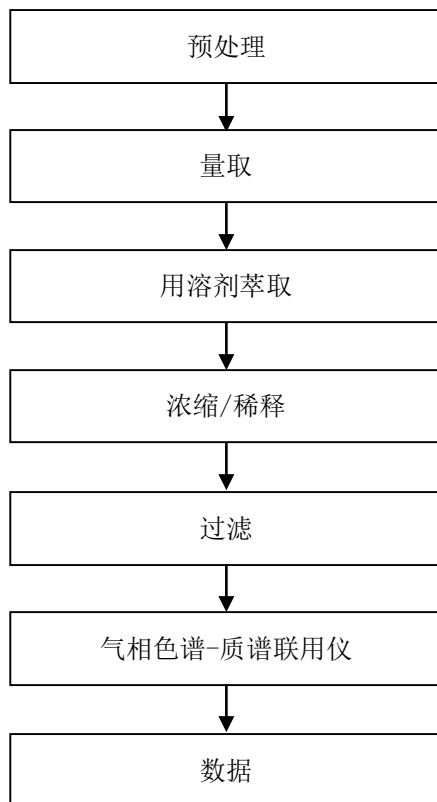 预处理
量取
用溶剂萃取
浓缩/稀释
过滤
气相色谱-质谱联用仪
数据